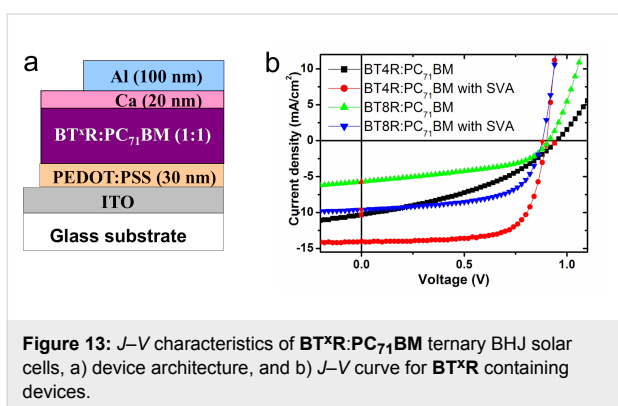 a
Al (100 nm)
Ca (20 nm)
BTˣR:PC₇₁BM (1:1)
PEDOT:PSS (30 nm)
ITO
Glass substrate
b
BT4R:PC₇₁BM
BT4R:PC₇₁BM with SVA
BT8R:PC₇₁BM
BT8R:PC₇₁BM with SVA
Current density (mA/cm²)
10
5
0
-5
-10
-15
0.0
0.5
1.0
Voltage (V)
Figure 13: J–V characteristics of BTˣR:PC₇₁BM ternary BHJ solar
cells, a) device architecture, and b) J–V curve for BTˣR containing
devices.